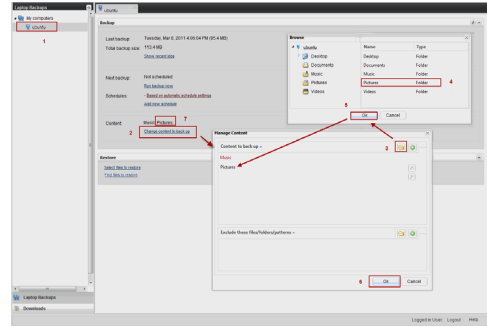 Laptop Backups
My computers
ubuntu
1
ubuntu
Backup
Last backup: Tuesday, Mar 8, 2011 4:06:04 PM (95.4 MB)
Total backup size: 113.4 MB
Show recent jobs
Next backup: Not scheduled
Run backup now
Schedules: - Based on automatic schedule settings
Add new schedule
Content: Music Pictures 7
2 Change content to back up
Browse
ubuntu
Desktop
Documents
Music
Pictures
Videos
Name Type
Desktop Folder
Documents Folder
Music Folder
Pictures Folder 4
Videos Folder
5
Ok Cancel
Manage Content
Content to back up
3
Music
Pictures
Exclude these files/folders/patterns
6 Ok Cancel
Restore
Select files to restore
Find files to restore
Laptop Backups
Downloads
Logged in User: Logout Help